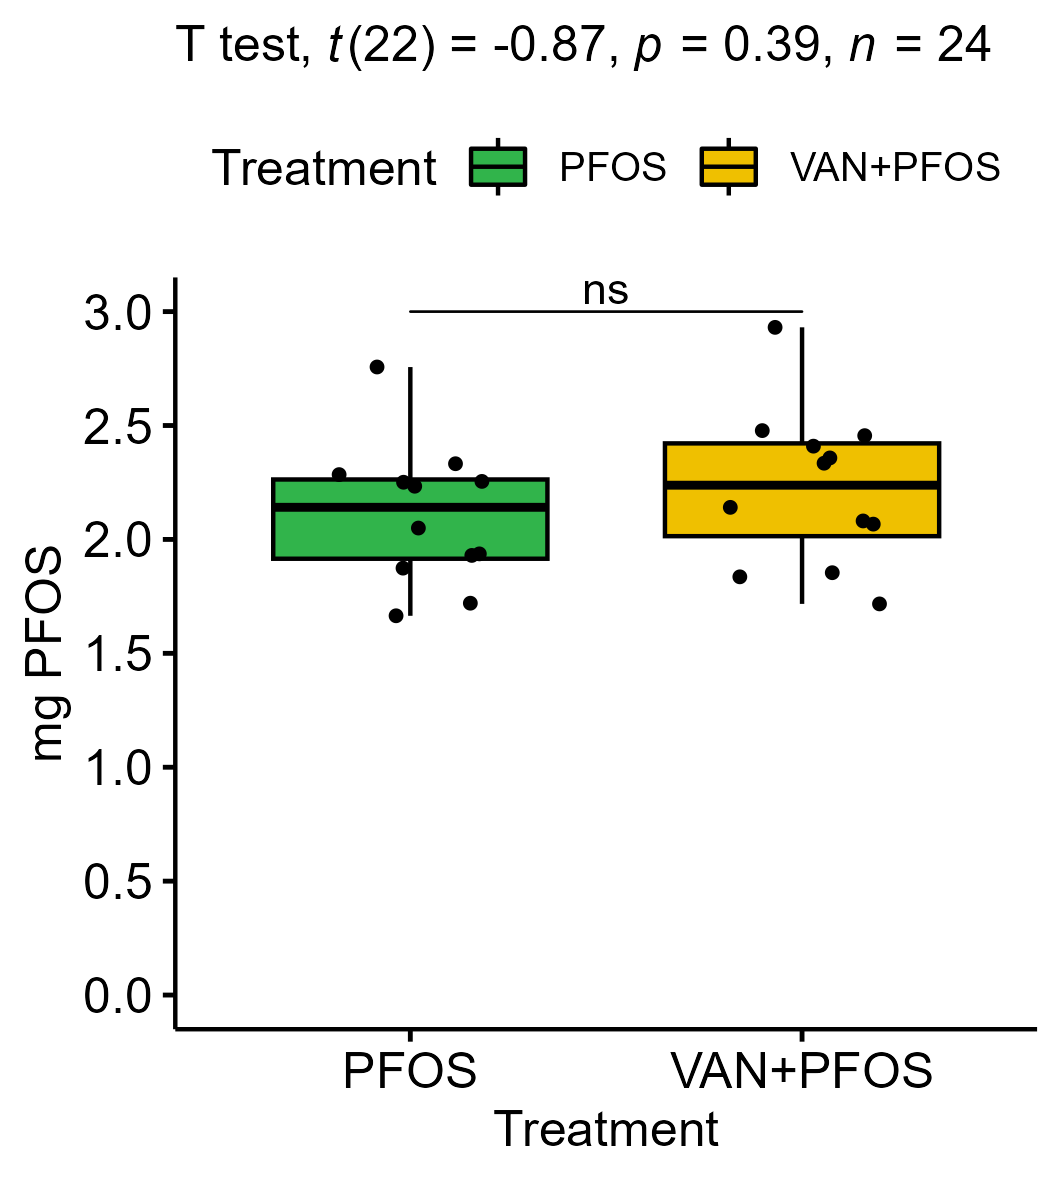 T test, t(22) = -0.87, p = 0.39, n = 24
Treatment PFOS VAN+PFOS
ns
3.0
2.5
2.0
1.5
1.0
0.5
0.0
mg PFOS
PFOS VAN+PFOS
Treatment